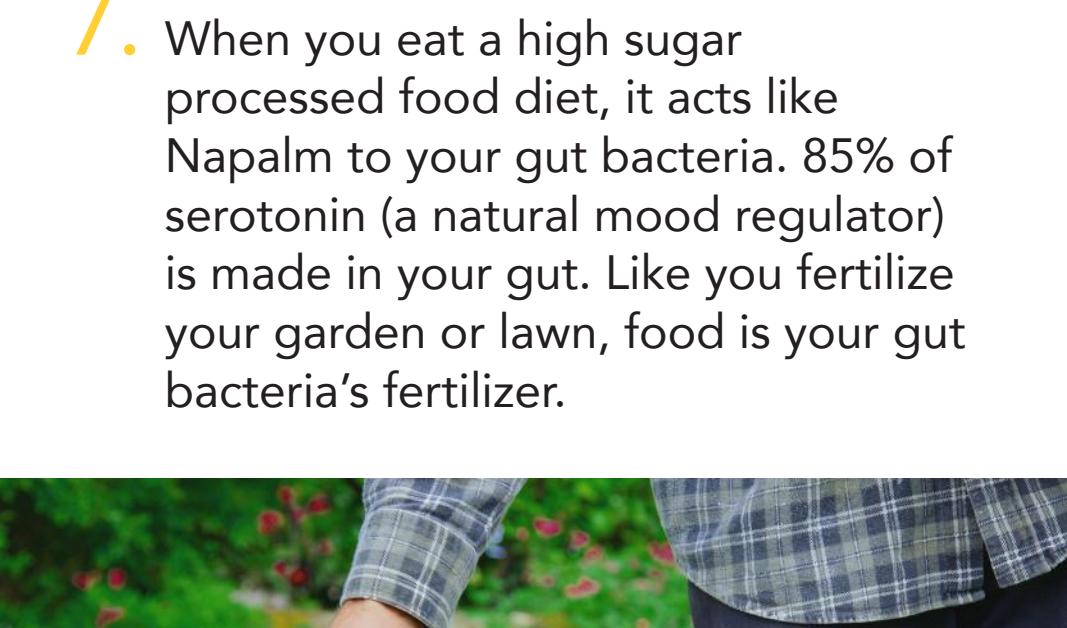 7. When you eat a high sugar
processed food diet, it acts like
Napalm to your gut bacteria. 85% of
serotonin (a natural mood regulator)
is made in your gut. Like you fertilize
your garden or lawn, food is your gut
bacteria’s fertilizer.